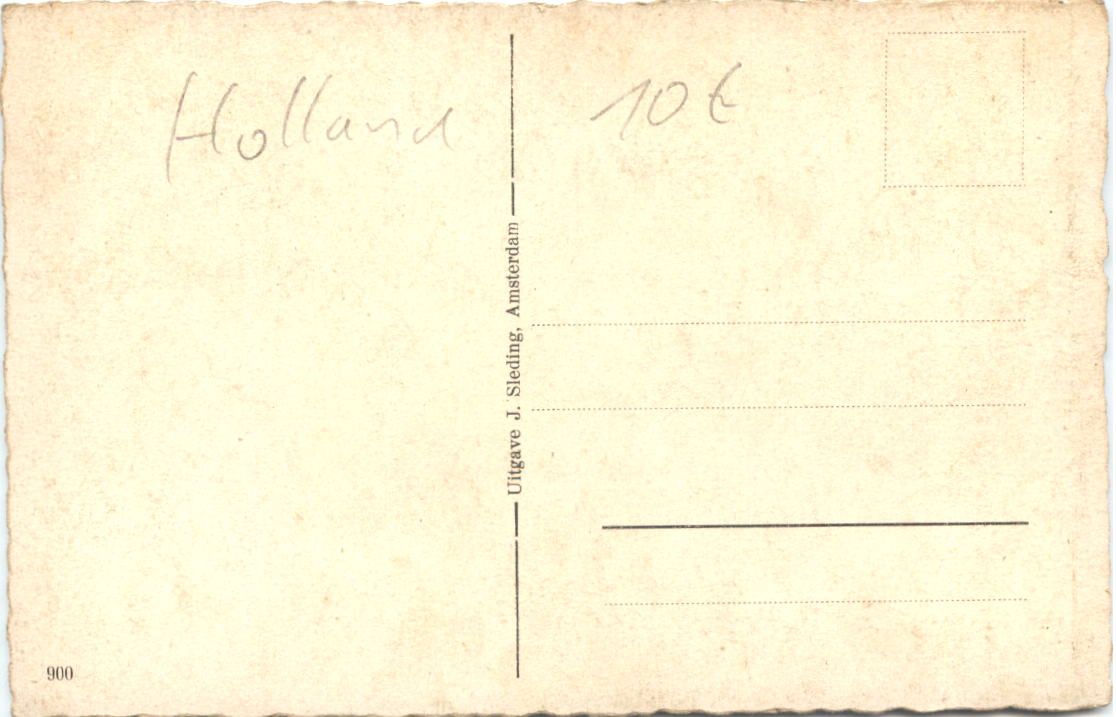 Holland
10 €
Uitgave J. Sleding, Amsterdam
900